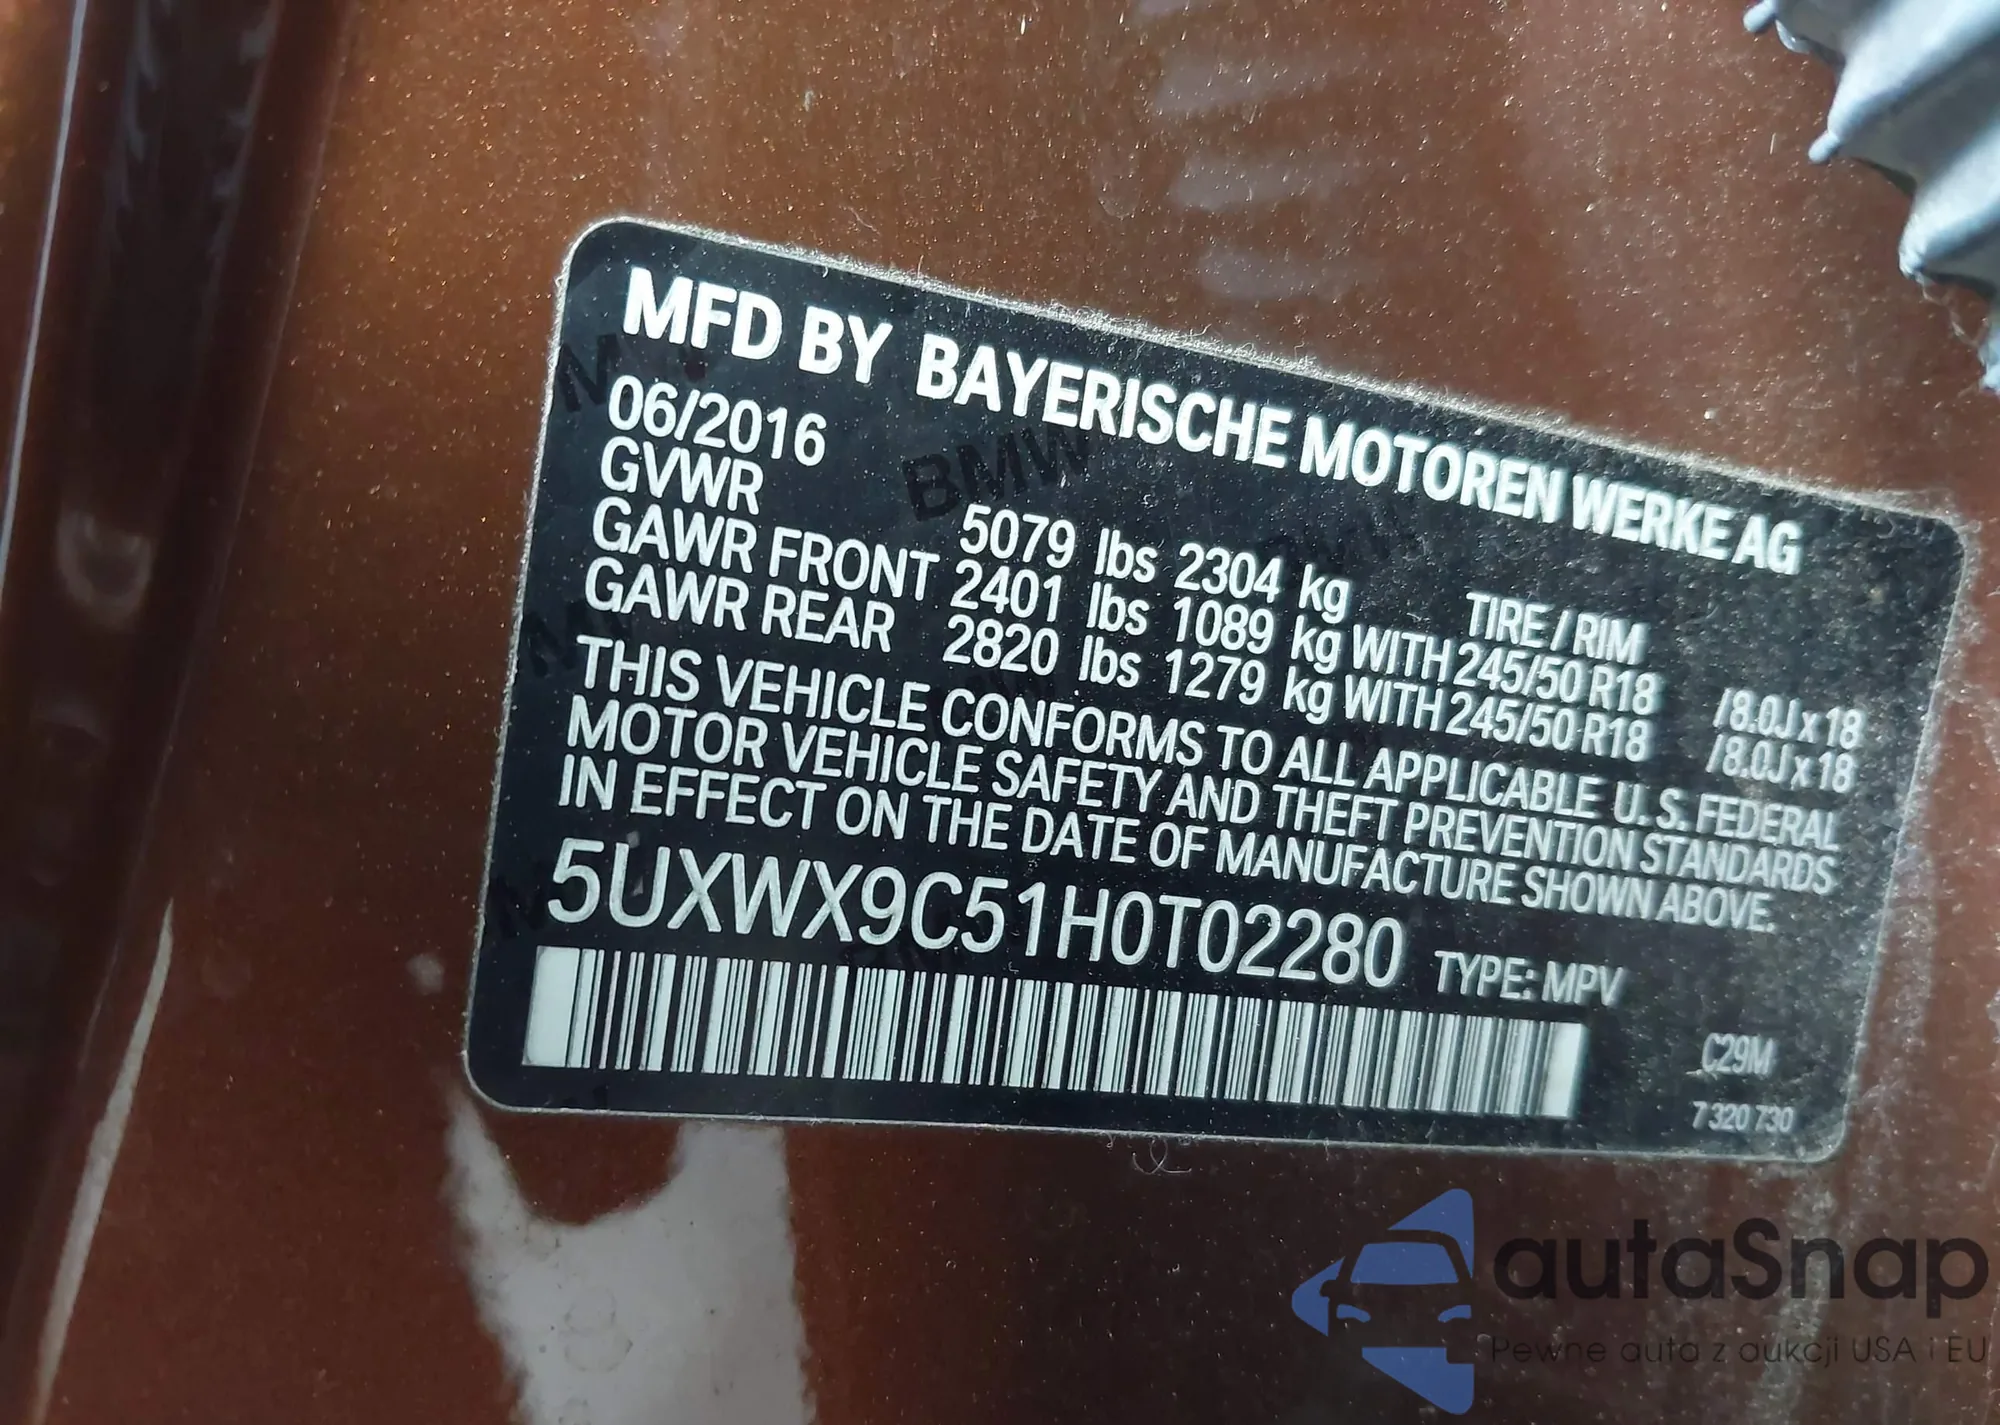 MFD BY BAYERISCHE MOTOREN WERKE AG
06/2016
GVWR 5079 lbs 2304 kg TIRE / RIM
GAWR FRONT 2401 lbs 1089 kg WITH 245/50 R18 /8.0J x 18
GAWR REAR 2820 lbs 1279 kg WITH 245/50 R18 /8.0J x 18
THIS VEHICLE CONFORMS TO ALL APPLICABLE U.S. FEDERAL
MOTOR VEHICLE SAFETY AND THEFT PREVENTION STANDARDS
IN EFFECT ON THE DATE OF MANUFACTURE SHOWN ABOVE.
5UXWX9C51H0T02280 TYPE: MPV
C29M
7 320 730
autaSnap
Pewne auta z aukcji USA i EU